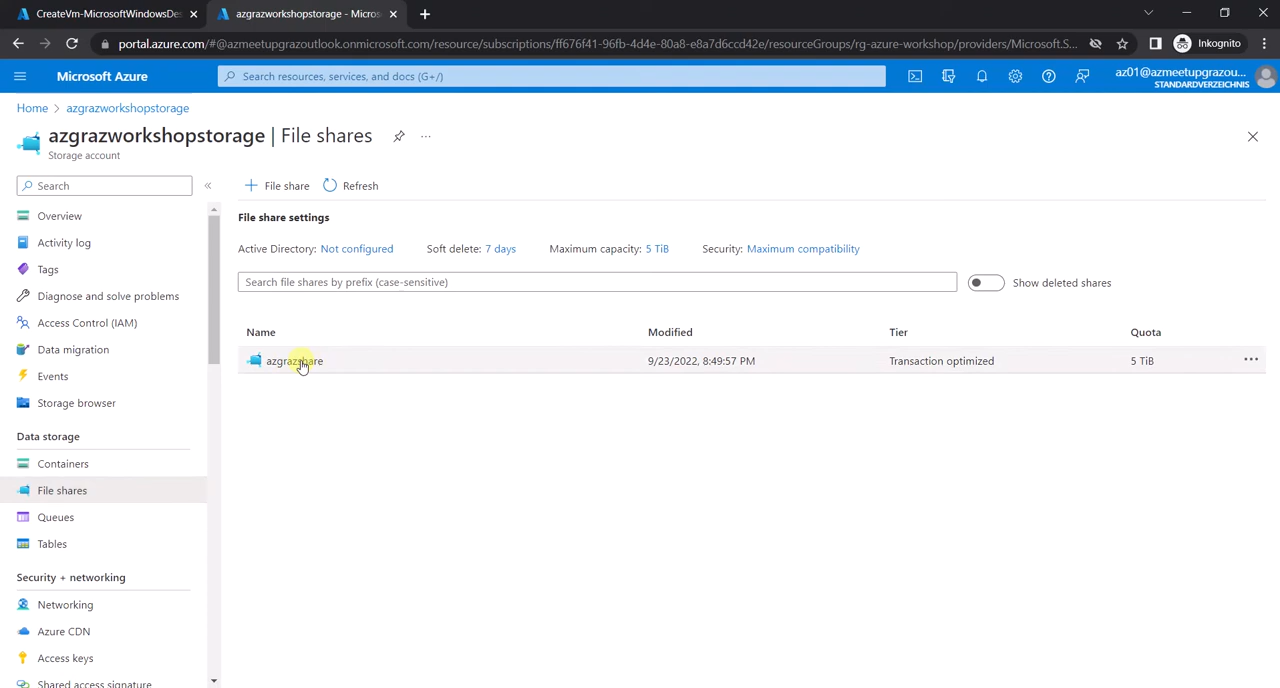 CreateVm-MicrosoftWindowsDes
azgrazworkshopstorage - Micros
portal.azure.com/#@azmeetupgrazoutlook.onmicrosoft.com/resource/subscriptions/ff676f41-96fb-4d4e-80a8-e8a7d6ccd42e/resourceGroups/rg-azure-workshop/providers/Microsoft.S...
Inkognito
Microsoft Azure
Search resources, services, and docs (G+/)
az01@azmeetupgrazou...
STANDARDVERZEICHNIS
Home > azgrazworkshopstorage
azgrazworkshopstorage | File shares
...
Storage account
Search
«
+ File share
Refresh
Overview
Activity log
Tags
Diagnose and solve problems
Access Control (IAM)
Data migration
Events
Storage browser
Data storage
Containers
File shares
Queues
Tables
Security + networking
Networking
Azure CDN
Access keys
Shared access signature
File share settings
Active Directory: Not configured
Soft delete: 7 days
Maximum capacity: 5 TiB
Security: Maximum compatibility
Search file shares by prefix (case-sensitive)
Show deleted shares
Name Modified Tier Quota
azgrazshare 9/23/2022, 8:49:57 PM Transaction optimized 5 TiB ...